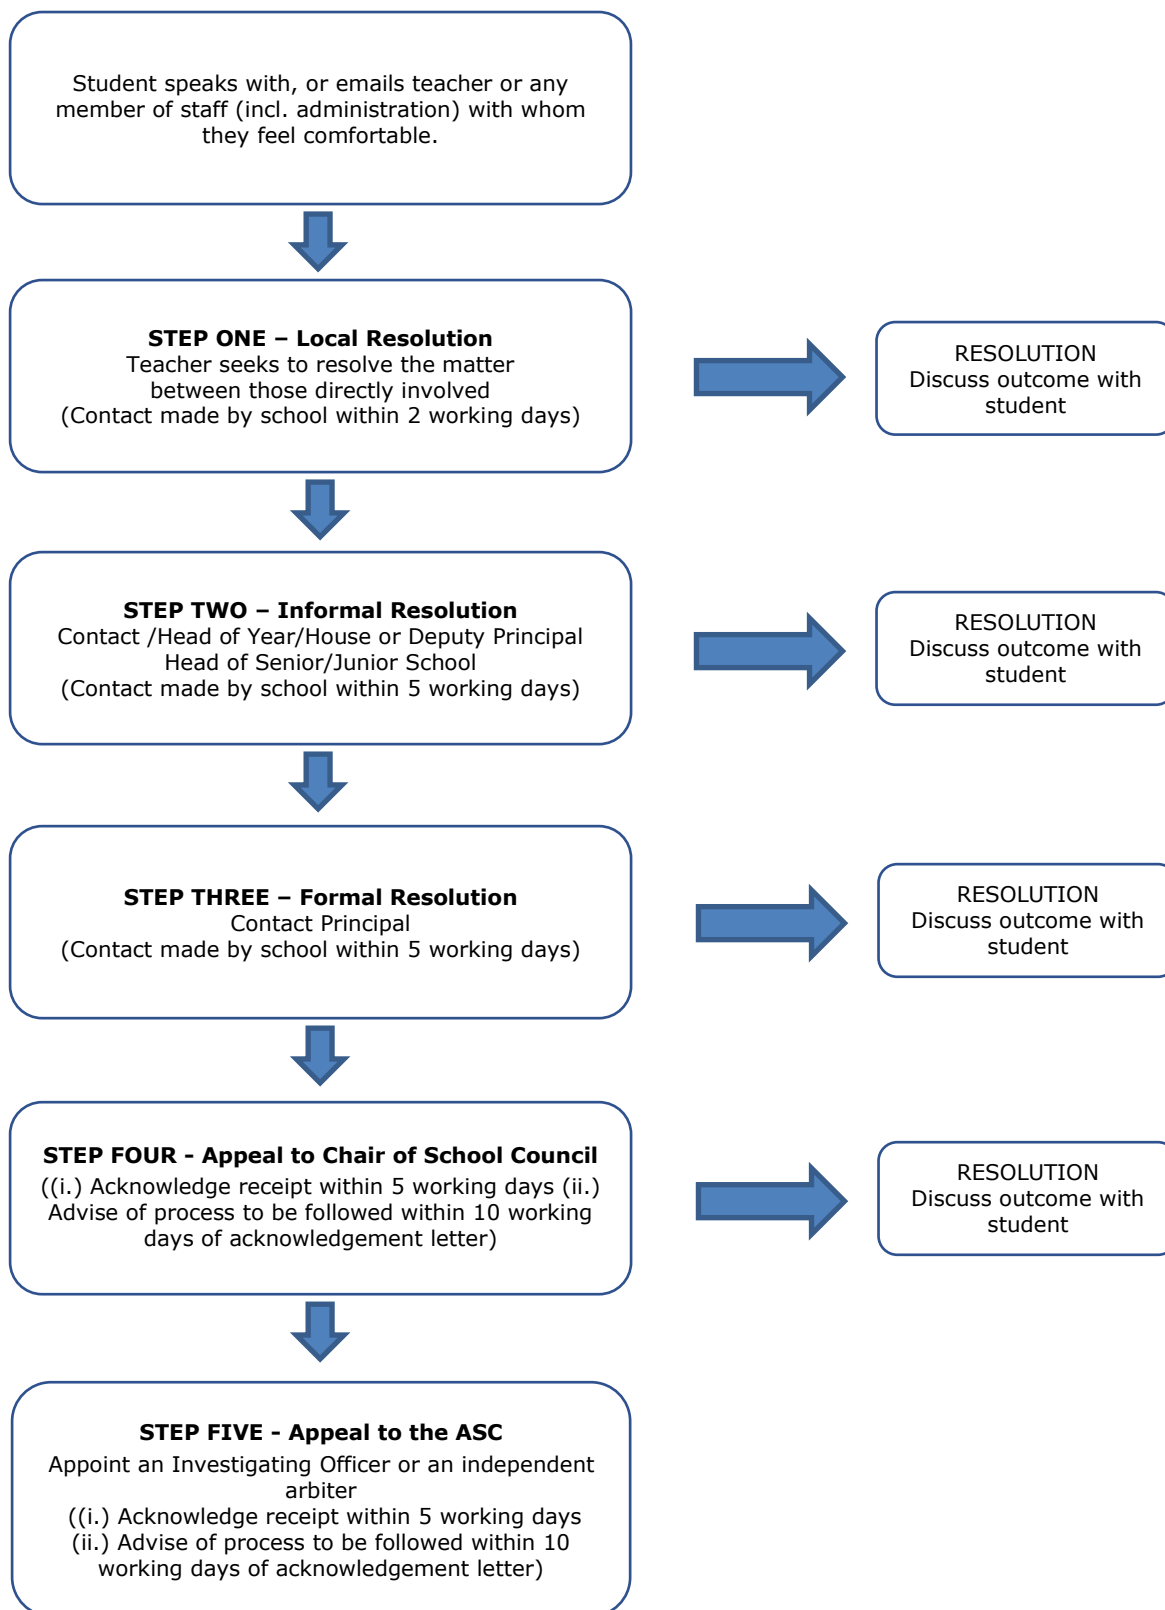 Student speaks with, or emails teacher or any
member of staff (incl. administration) with whom
they feel comfortable.
STEP ONE – Local Resolution
Teacher seeks to resolve the matter
between those directly involved
(Contact made by school within 2 working days)
RESOLUTION
Discuss outcome with
student
STEP TWO – Informal Resolution
Contact /Head of Year/House or Deputy Principal
Head of Senior/Junior School
(Contact made by school within 5 working days)
RESOLUTION
Discuss outcome with
student
STEP THREE – Formal Resolution
Contact Principal
(Contact made by school within 5 working days)
RESOLUTION
Discuss outcome with
student
STEP FOUR - Appeal to Chair of School Council
((i.) Acknowledge receipt within 5 working days (ii.)
Advise of process to be followed within 10 working
days of acknowledgement letter)
RESOLUTION
Discuss outcome with
student
STEP FIVE - Appeal to the ASC
Appoint an Investigating Officer or an independent
arbiter
((i.) Acknowledge receipt within 5 working days
(ii.) Advise of process to be followed within 10
working days of acknowledgement letter)